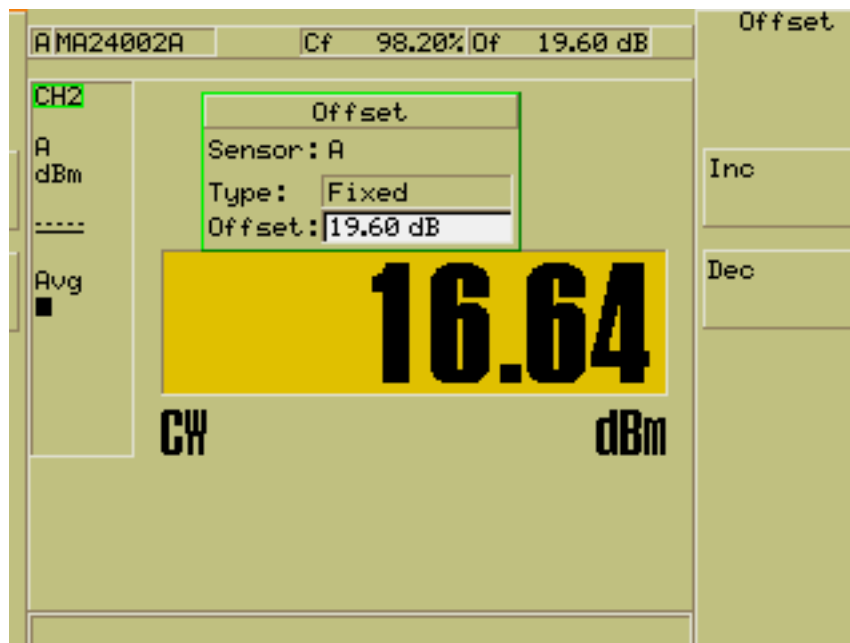 A MA24002A Cf 98.20% Of 19.60 dB
Offset
CH2
A
dBm
-----
Avg
Offset
Sensor: A
Type: Fixed
Offset: 19.60 dB
16.64
CW dBm
Inc
Dec